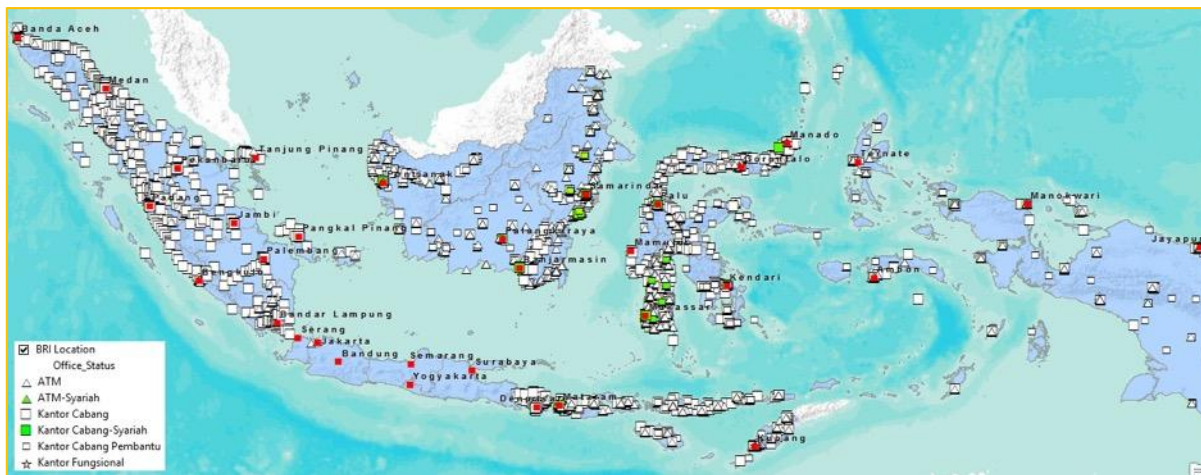 Banda Aceh
Medan
Tanjung Pinang
Pekanbaru
Padang
Jambi
Pangkal Pinang
Palembang
Bengkulu
Bandar Lampung
Serang
Jakarta
Bandung
Semarang
Surabaya
Yogyakarta
Pontianak
Samarinda
Palangkaraya
Banjarmasin
Manado
Gorontalo
Ternate
Palu
Mamuju
Kendari
Ambon
Manokwari
Jayapura
Mataram
Kupang
BRI Location
Office_Status
ATM
ATM-Syariah
Kantor Cabang
Kantor Cabang-Syariah
Kantor Cabang Pembantu
Kantor Fungsional